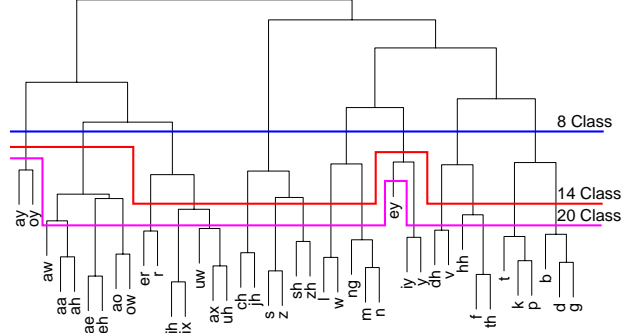 8 Class
14 Class
20 Class
ay
oy
aw
aa
ah
ae
eh
ao
ow
er
r
ih
ix
uw
ax
uh
ch
jh
s
z
sh
zh
l
w
ng
m
n
ey
iy
y
dh
v
hh
f
th
t
k
p
b
d
g